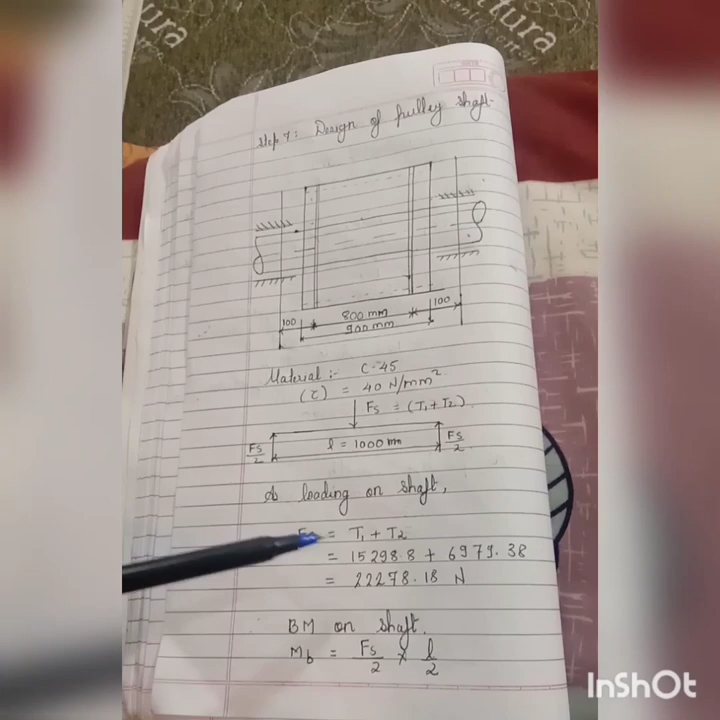 Step 7: Design of pulley shaft
100
800 mm
100
900 mm
Material :- C-45
(τ) = 40 N/mm²
Fs = (T₁ + T₂)
Fs/2
l = 1000 mm
Fs/2
loading on shaft,
= T₁ + T₂
= 15298.8 + 6979.38
= 22278.18 N
BM on shaft.
M_b = Fs/2 × l/2
InShOt